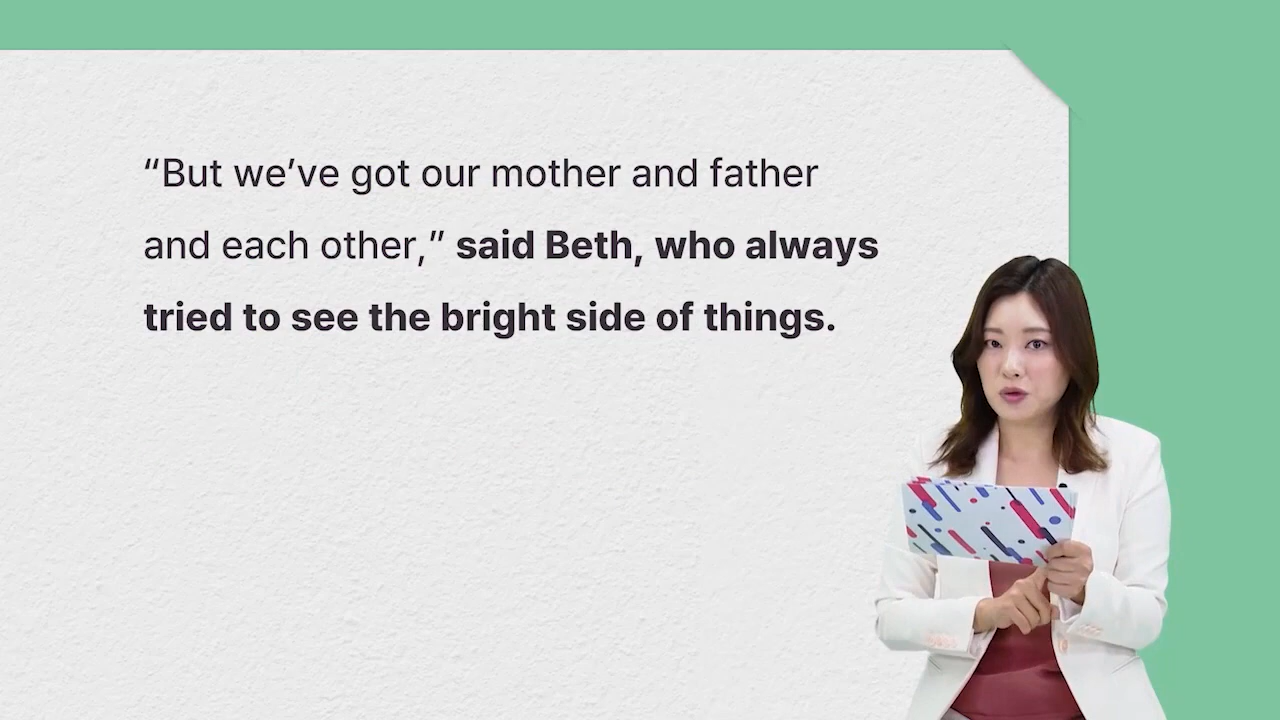 “But we’ve got our mother and father
and each other,” said Beth, who always
tried to see the bright side of things.